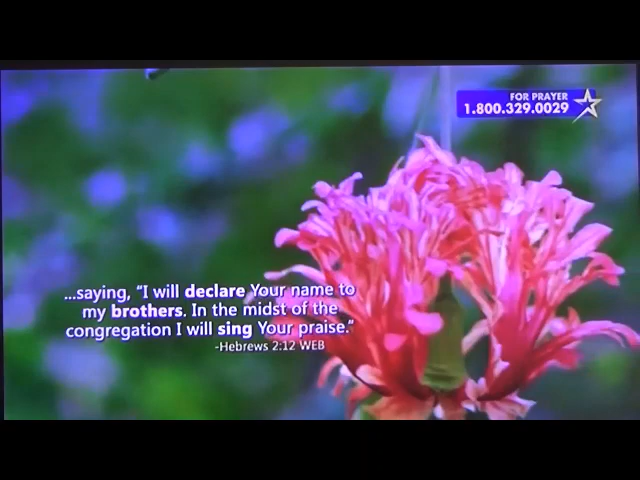 FOR PRAYER
1.800.329.0029
...saying, "I will declare Your name to
my brothers. In the midst of the
congregation I will sing Your praise."
-Hebrews 2:12 WEB